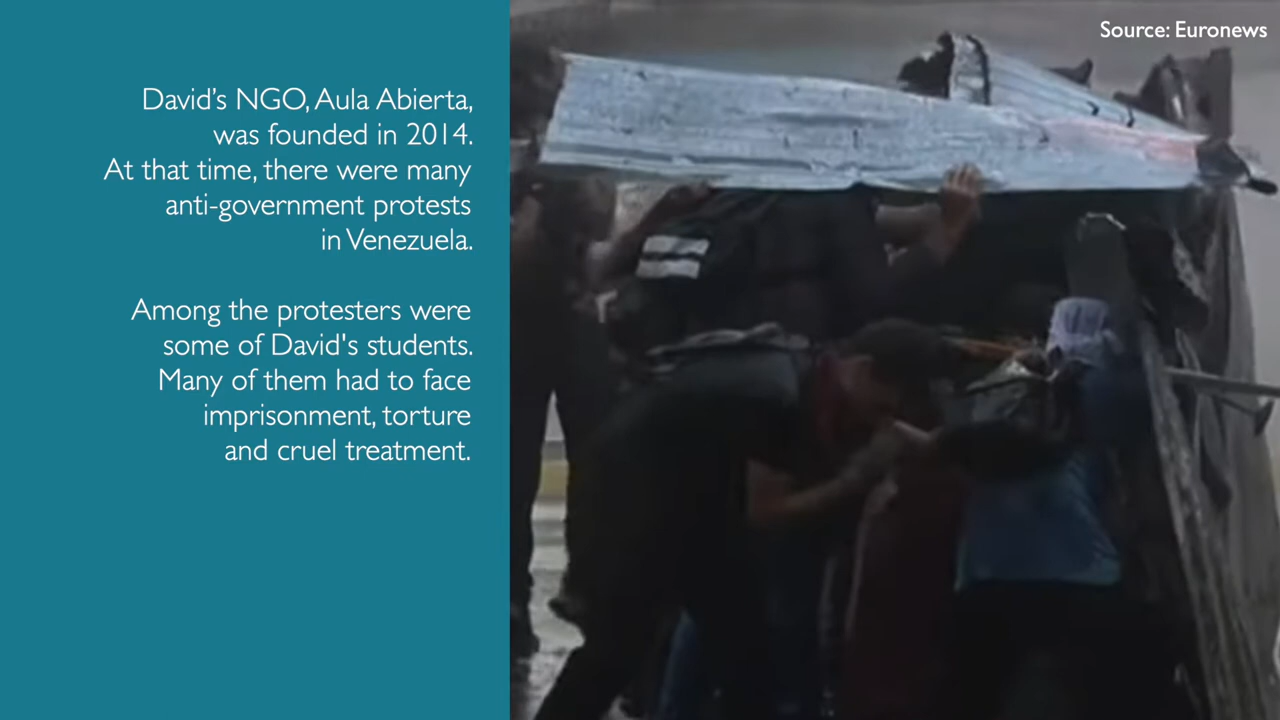 Source: Euronews
David's NGO, Aula Abierta,
was founded in 2014.
At that time, there were many
anti-government protests
in Venezuela.
Among the protesters were
some of David's students.
Many of them had to face
imprisonment, torture
and cruel treatment.